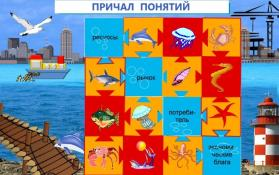 ПРИЧАЛ ПОНЯТИЙ
ресурсы
рынок
потреби-
тель
экономи
ческие
блага